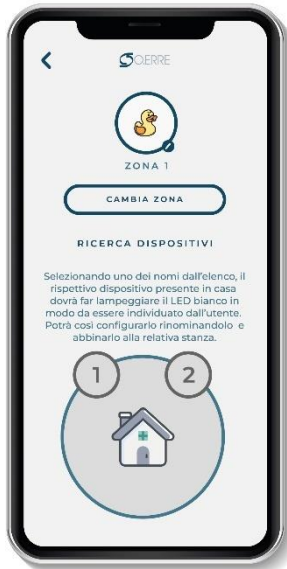 O.ERRE
ZONA 1
CAMBIA ZONA
RICERCA DISPOSITIVI
Selezionando uno dei nomi dall'elenco, il
rispettivo dispositivo presente in casa
dovrà far lampeggiare il LED bianco in
modo da essere individuato dall'utente.
Potrà così configurarlo rinominandolo e
abbinarlo alla relativa stanza.
1 2